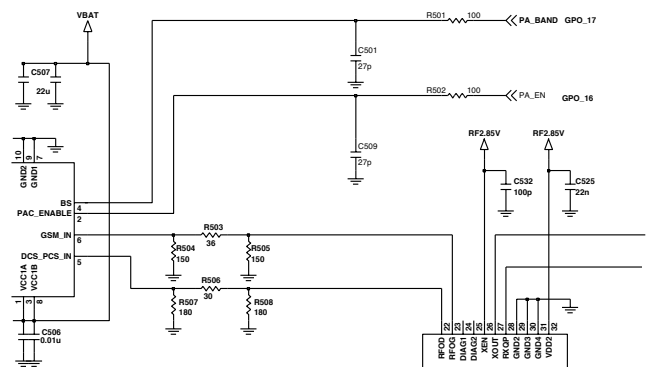 VBAT
R501 100 PA_BAND GPO_17
C507
22u
C501
27p
R502 100 PA_EN GPO_16
C509
27p
RF2.85V RF2.85V
10 9 7
GND2 GND1
C532
100p
C525
22n
BS 4
PAC_ENABLE 2
GSM_IN 6
DCS_PCS_IN 5
R503
36
R504
150
R505
150
R506
30
R507
180
R508
180
VCC1A VCC1B
1 3 8
C506
0.01u
22 23 24 25 26 27 28 29 30 31 32
RFOD RFOG DIAG1 DIAG2 XEN XOUT RXQP GND2 GND3 GND4 VDD2